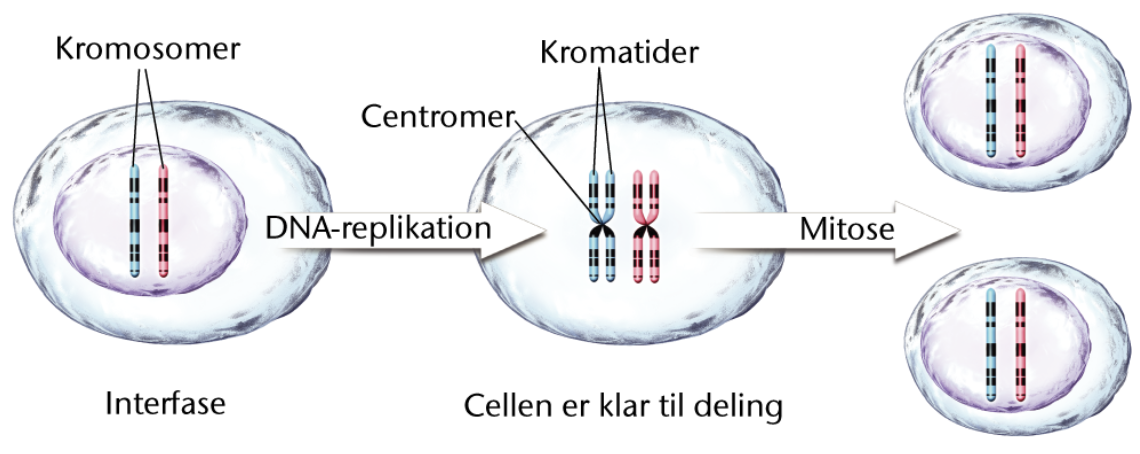 Kromosomer
Kromatider
Centromer
DNA-replikation
Mitose
Interfase
Cellen er klar til deling